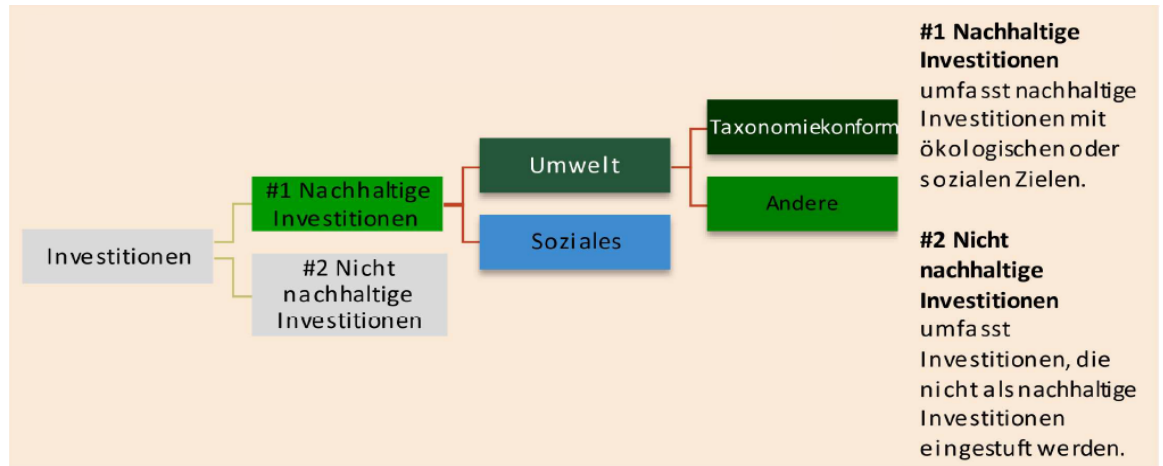 Investitionen
#1 Nachhaltige
Investitionen
#2 Nicht
nachhaltige
Investitionen
Umwelt
Soziales
Taxonomiekonform
Andere
#1 Nachhaltige
Investitionen
umfasst nachhaltige
Investitionen mit
ökologischen oder
sozialen Zielen.
#2 Nicht
nachhaltige
Investitionen
umfasst
Investitionen, die
nicht als nachhaltige
Investitionen
eingestuft werden.